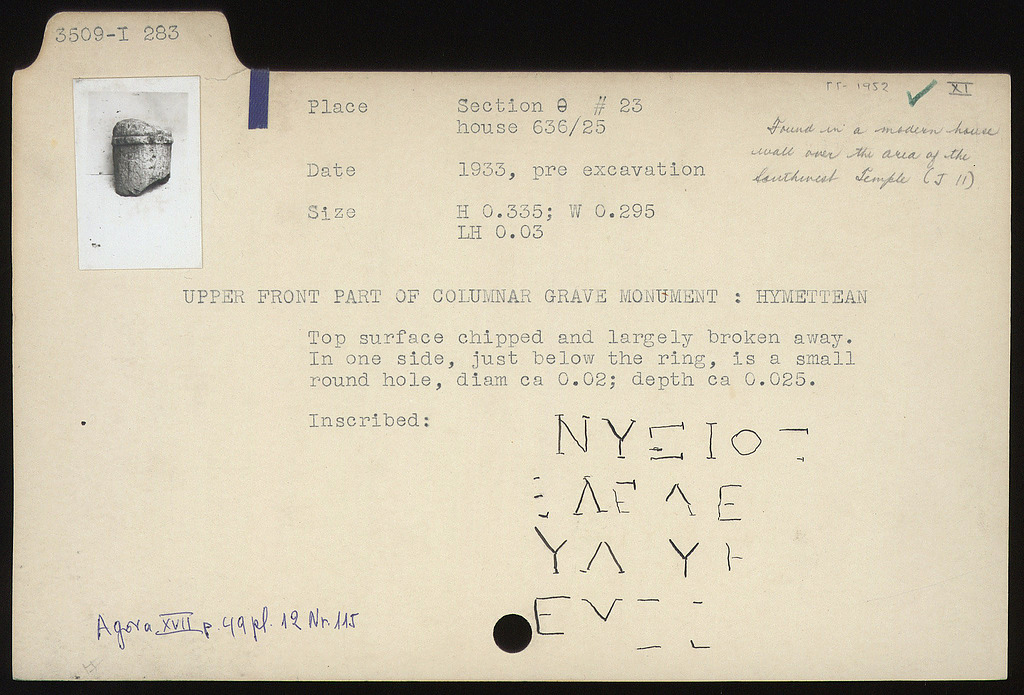 3509-I 283
1952
XI
Place Section Θ # 23
house 636/25
Found in a modern house
wall over the area of the
Southwest Temple (J 11)
Date 1933, pre excavation
Size H 0.335; W 0.295
LH 0.03
UPPER FRONT PART OF COLUMNAR GRAVE MONUMENT : HYMETTEAN
Top surface chipped and largely broken away.
In one side, just below the ring, is a small
round hole, diam ca 0.02; depth ca 0.025.
Inscribed:
ΝΥΣΙΟΣ
Agora XVII p. 49 pl. 12 Nr. 115